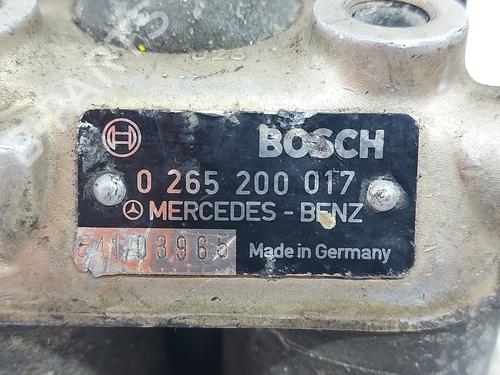 BOSCH
0 265 200 017
MERCEDES - BENZ
Made in Germany